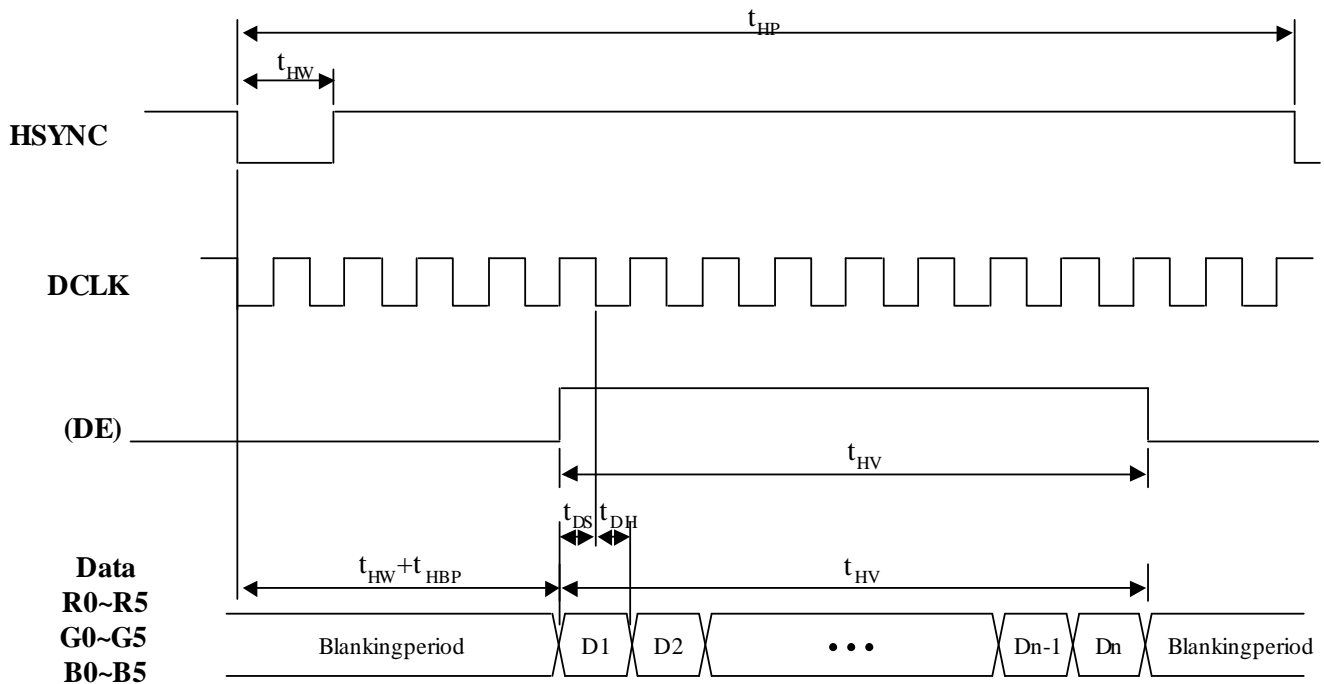 tHP
tHW
HSYNC
DCLK
(DE)
tHV
tDS tDH
Data
R0~R5
G0~G5
B0~B5
tHW+tHBP tHV
Blankingperiod D1 D2 ••• Dn-1 Dn Blankingperiod